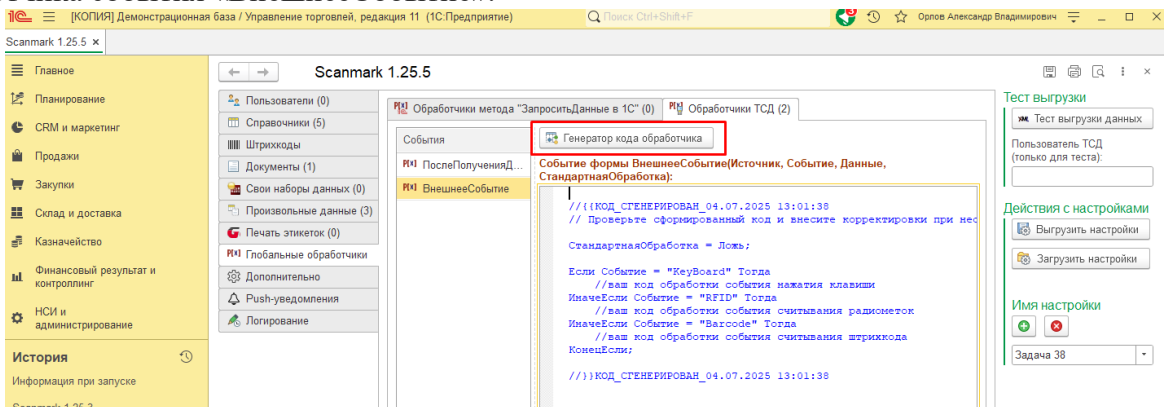 [КОПИЯ] Демонстрационная база / Управление торговлей, редакция 11 (1С:Предприятие)
Поиск Ctrl+Shift+F
3
Орлов Александр Владимирович
Scanmark 1.25.5 ×
Главное
Планирование
CRM и маркетинг
Продажи
Закупки
Склад и доставка
Казначейство
Финансовый результат и
контроллинг
НСИ и
администрирование
История
Информация при запуске
Scanmark 1.25.5
Пользователи (0)
Справочники (5)
Штрихкоды
Документы (1)
Свои наборы данных (0)
Произвольные данные (3)
Печать этикеток (0)
Глобальные обработчики
Дополнительно
Push-уведомления
Логирование
Обработчики метода "ЗапроситьДанные в 1С" (0)
Обработчики ТСД (2)
События
ПослеПолученияД...
ВнешнееСобытие
Генератор кода обработчика
Событие формы ВнешнееСобытие(Источник, Событие, Данные,
СтандартнаяОбработка):
//{{КОД_СГЕНЕРИРОВАН_04.07.2025 13:01:38
// Проверьте сформированный код и внесите корректировки при нео
СтандартнаяОбработка = Ложь;
Если Событие = "KeyBoard" Тогда
//ваш код обработки события нажатия клавиши
ИначеЕсли Событие = "RFID" Тогда
//ваш код обработки события считывания радиометок
ИначеЕсли Событие = "Barcode" Тогда
//ваш код обработки события считывания штрихкода
КонецЕсли;
//}}КОД_СГЕНЕРИРОВАН_04.07.2025 13:01:38
Тест выгрузки
Тест выгрузки данных
Пользователь ТСД
(только для теста):
Действия с настройками
Выгрузить настройки
Загрузить настройки
Имя настройки
Задача 38